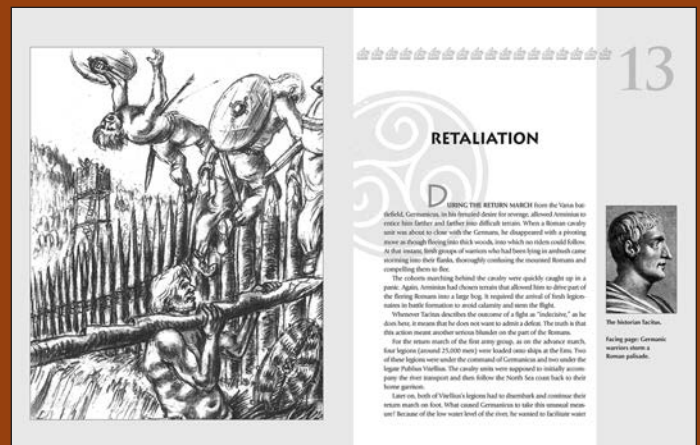 13
RETALIATION
DURING THE RETURN MARCH from the Varus bat-
tlefield, Germanicus, in his frenzied desire for revenge, allowed Arminius to
entice him farther and farther into difficult terrain. When a Roman cavalry
unit was about to close with the Germans, he disappeared with a pivoting
move as though fleeing into thick woods, into which no riders could follow.
At that instant, fresh groups of warriors who had been lying in ambush came
storming into their flanks, thoroughly confusing the mounted Romans and
compelling them to flee.
The cohorts marching behind the cavalry were quickly caught up in a
panic. Again, Arminius had chosen terrain that allowed him to drive part of
the fleeing Romans into a large bog. It required the arrival of fresh legion-
naires in battle formation to avoid calamity and stem the flight.
Whenever Tacitus describes the outcome of a fight as "indecisive," as he
does here, it means that he does not want to admit a defeat. The truth is that
this action meant another serious blunder on the part of the Romans.
For the return march of the first army group, as on the advance march,
four legions (around 25,000 men) were loaded onto ships at the Ems. Two
of these legions were under the command of Germanicus and two under the
legate Publius Vitellius. The cavalry units were supposed to initially accom-
pany the river transport and then follow the North Sea coast back to their
home garrison.
Later on, both of Vitellius's legions had to disembark and continue their
return march on foot. What caused Germanicus to take this unusual meas-
ure? Because of the low water level of the river, he wanted to facilitate water
The historian Tacitus.
Facing page: Germanic
warriors storm a
Roman palisade.